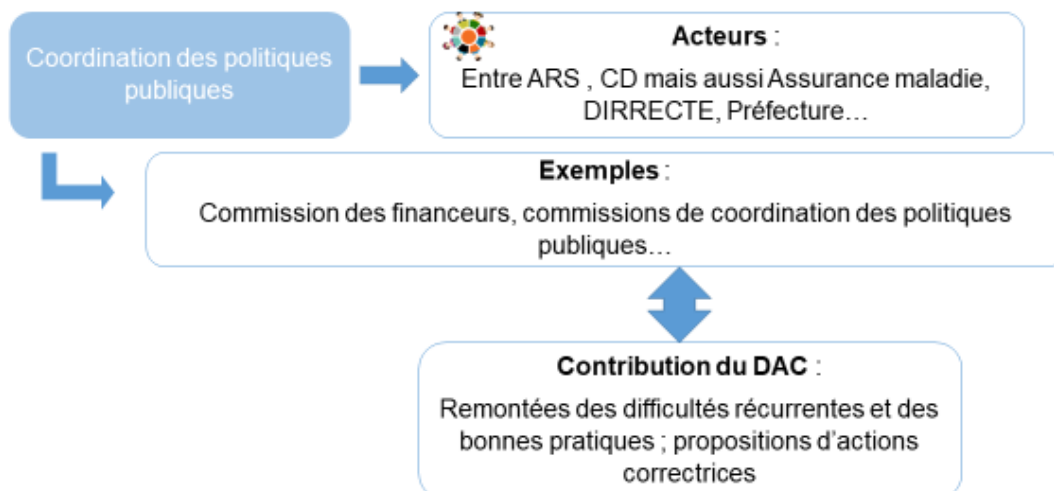 Coordination des politiques
publiques
Acteurs :
Entre ARS , CD mais aussi Assurance maladie,
DIRRECTE, Préfecture…
Exemples :
Commission des financeurs, commissions de coordination des politiques
publiques…
Contribution du DAC :
Remontées des difficultés récurrentes et des
bonnes pratiques ; propositions d’actions
correctrices